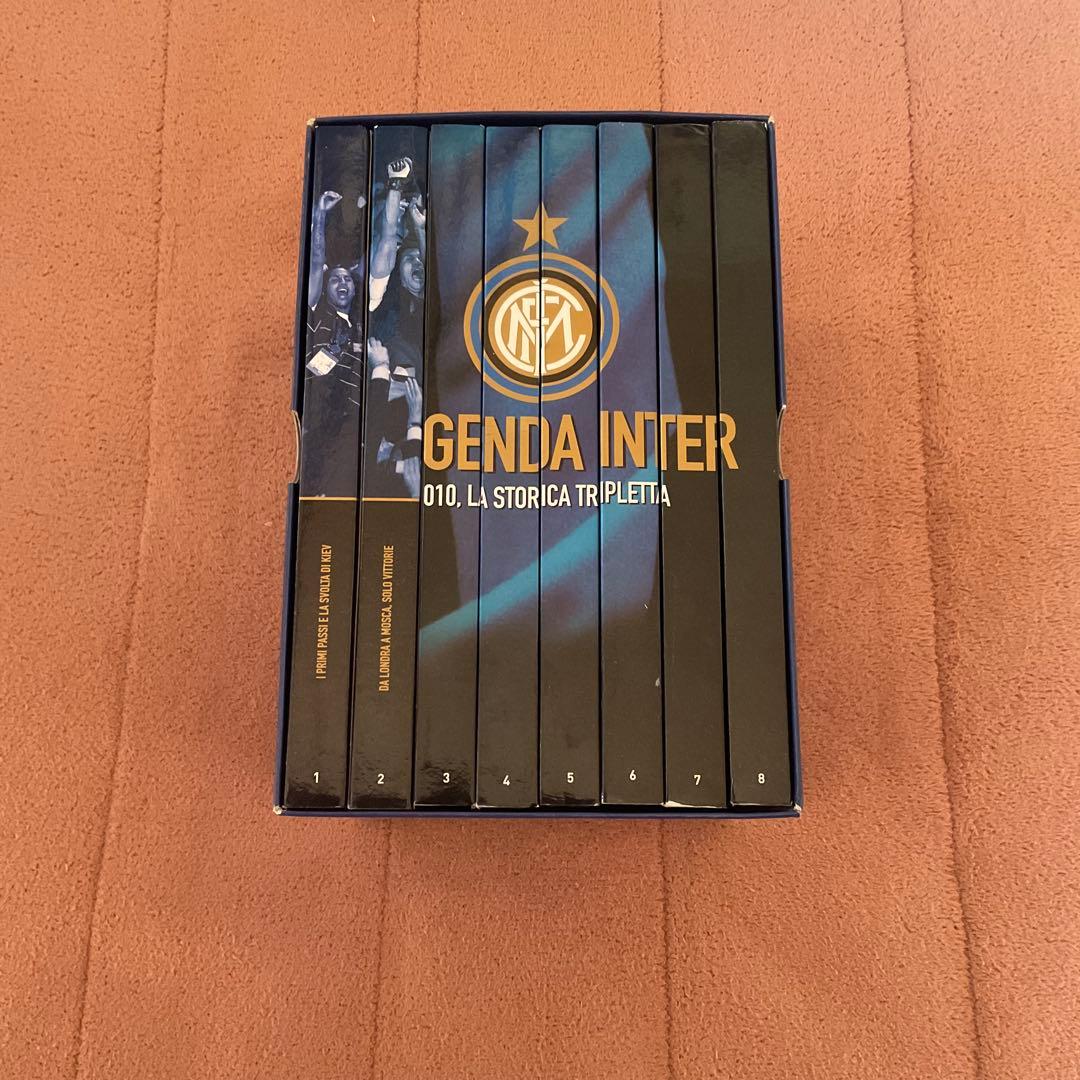 GENDA INTER
010, LA STORICA TRIPLETTA
I PRIMI PASSI E LA SVOLTA DI KIEV
DA LONDRA A MOSCA, SOLO VITTORIE
1
2
3
4
5
6
7
8